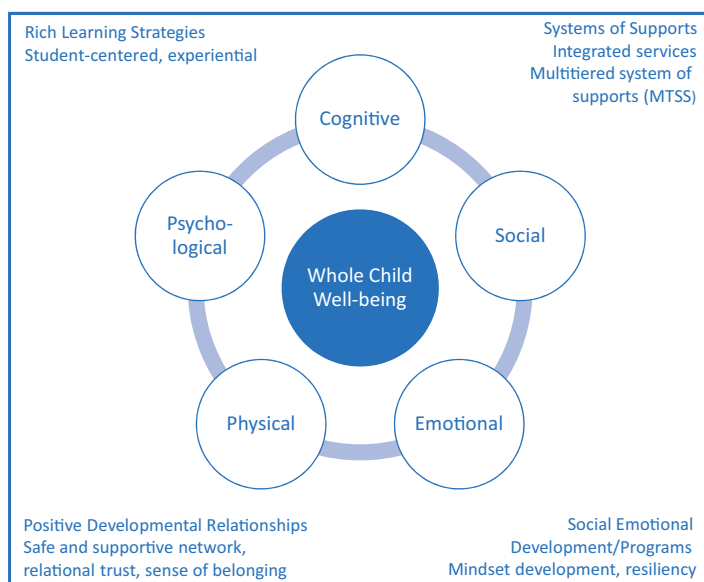 Rich Learning Strategies
Student-centered, experiential
Systems of Supports
Integrated services
Multitiered system of
supports (MTSS)
Cognitive
Psycho-
logical
Social
Whole Child
Well-being
Physical
Emotional
Positive Developmental Relationships
Safe and supportive network,
relational trust, sense of belonging
Social Emotional
Development/Programs
Mindset development, resiliency